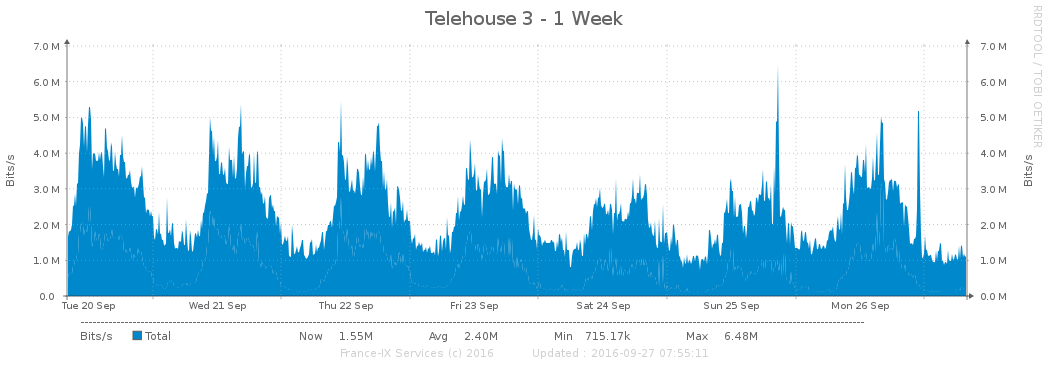 Telehouse 3 - 1 Week
RRDTOOL / TOBI OETIKER
Bits/s
7.0 M 7.0 M
6.0 M 6.0 M
5.0 M 5.0 M
4.0 M 4.0 M
3.0 M 3.0 M
2.0 M 2.0 M
1.0 M 1.0 M
0.0 0.0 M
Bits/s
Tue 20 Sep Wed 21 Sep Thu 22 Sep Fri 23 Sep Sat 24 Sep Sun 25 Sep Mon 26 Sep
Bits/s Total Now 1.55M Avg 2.40M Min 715.17k Max 6.48M
France-IX Services (c) 2016 Updated : 2016-09-27 07:55:11